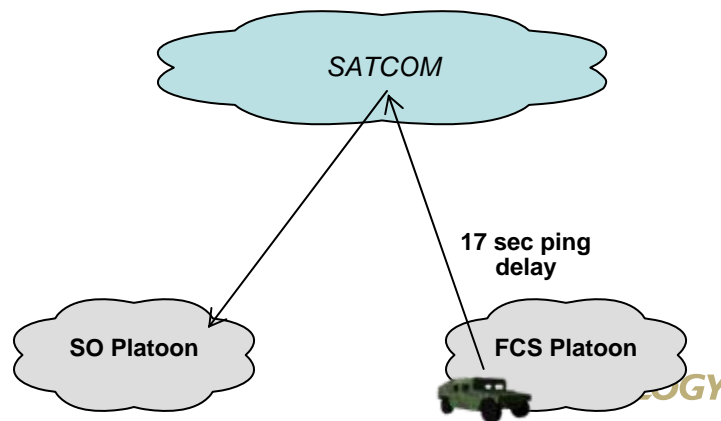 SATCOM
17 sec ping
delay
SO Platoon
FCS Platoon